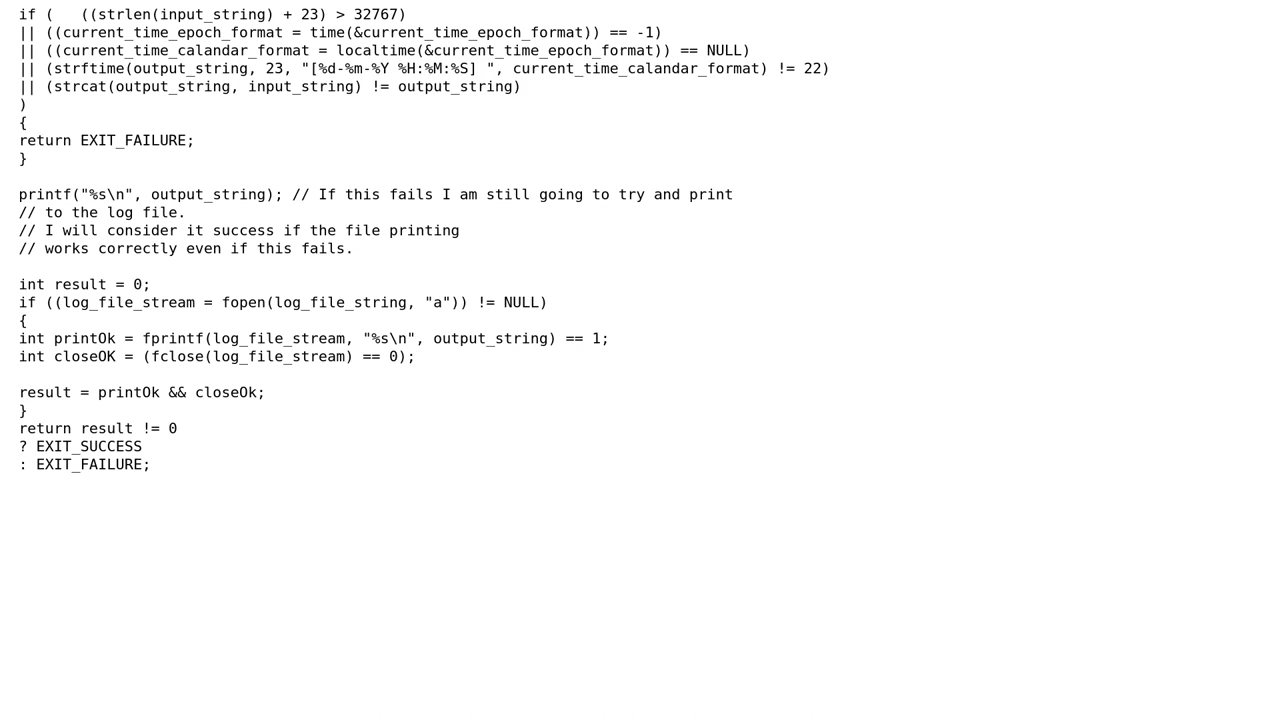 if (   ((strlen(input_string) + 23) > 32767)
|| ((current_time_epoch_format = time(&current_time_epoch_format)) == -1)
|| ((current_time_calandar_format = localtime(&current_time_epoch_format)) == NULL)
|| (strftime(output_string, 23, "[%d-%m-%Y %H:%M:%S] ", current_time_calandar_format) != 22)
|| (strcat(output_string, input_string) != output_string)
)
{
return EXIT_FAILURE;
}

printf("%s\n", output_string); // If this fails I am still going to try and print
// to the log file.
// I will consider it success if the file printing
// works correctly even if this fails.

int result = 0;
if ((log_file_stream = fopen(log_file_string, "a")) != NULL)
{
int printOk = fprintf(log_file_stream, "%s\n", output_string) == 1;
int closeOK = (fclose(log_file_stream) == 0);

result = printOk && closeOk;
}
return result != 0
? EXIT_SUCCESS
: EXIT_FAILURE;